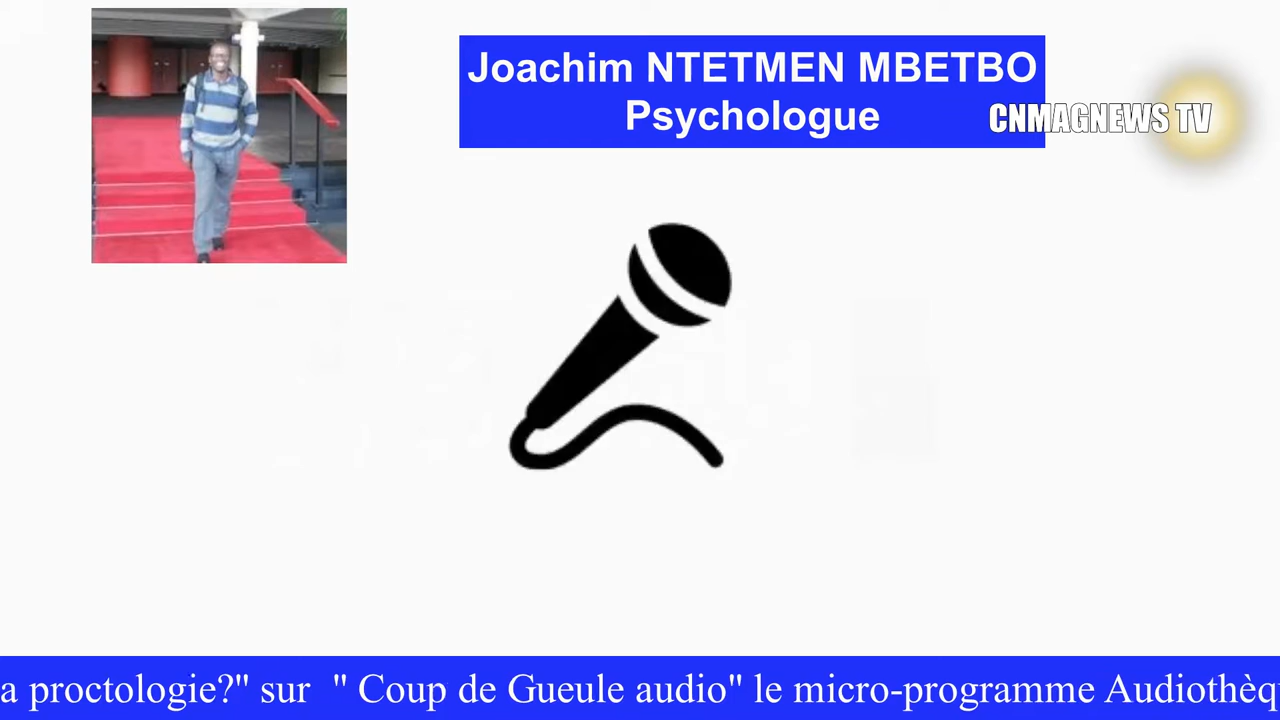 Joachim NTETMEN MBETBO
Psychologue
CNMAGNEWS TV
a proctologie?" sur " Coup de Gueule audio" le micro-programme Audiothèq